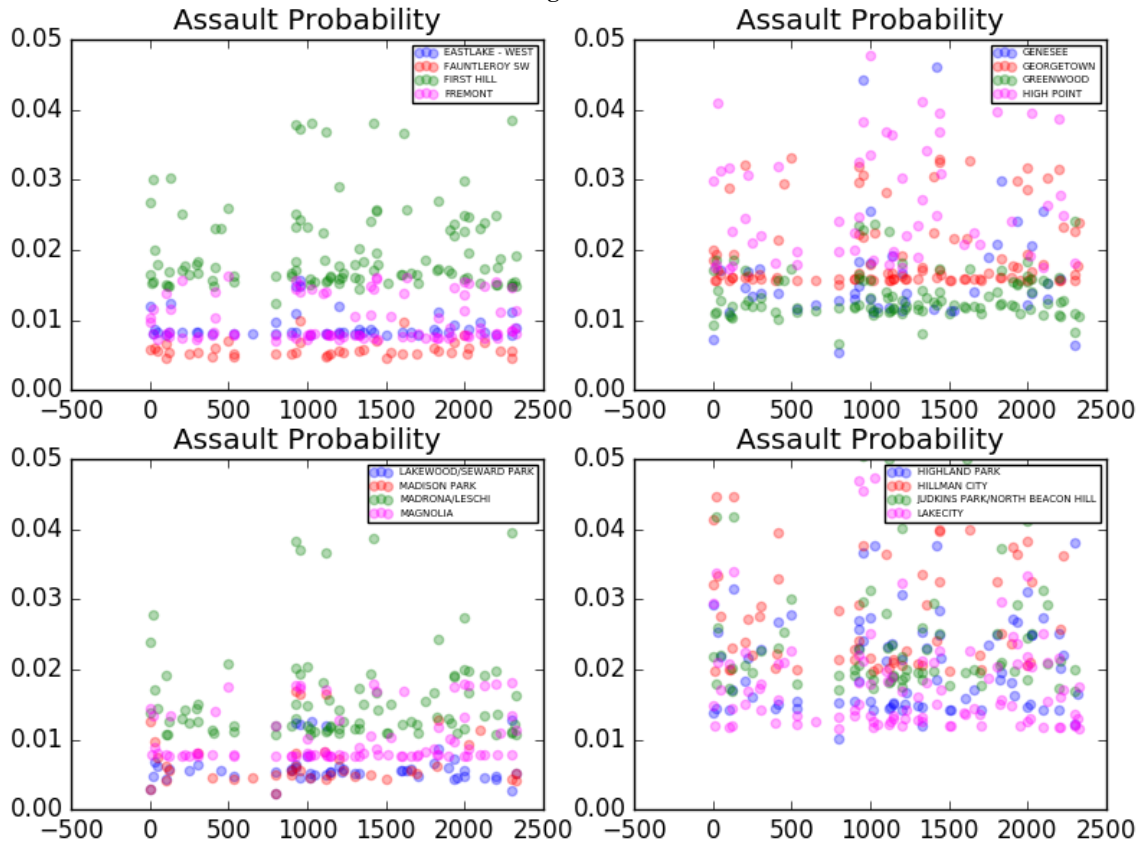 Assault Probability
0.05
0.04
0.03
0.02
0.01
0.00
−500 0 500 1000 1500 2000 2500
EASTLAKE - WEST
FAUNTLEROY SW
FIRST HILL
FREMONT
Assault Probability
0.05
0.04
0.03
0.02
0.01
0.00
−500 0 500 1000 1500 2000 2500
GENESEE
GEORGETOWN
GREENWOOD
HIGH POINT
Assault Probability
0.05
0.04
0.03
0.02
0.01
0.00
−500 0 500 1000 1500 2000 2500
LAKEWOOD/SEWARD PARK
MADISON PARK
MADRONA/LESCHI
MAGNOLIA
Assault Probability
0.05
0.04
0.03
0.02
0.01
0.00
−500 0 500 1000 1500 2000 2500
HIGHLAND PARK
HILLMAN CITY
JUDKINS PARK/NORTH BEACON HILL
LAKECITY